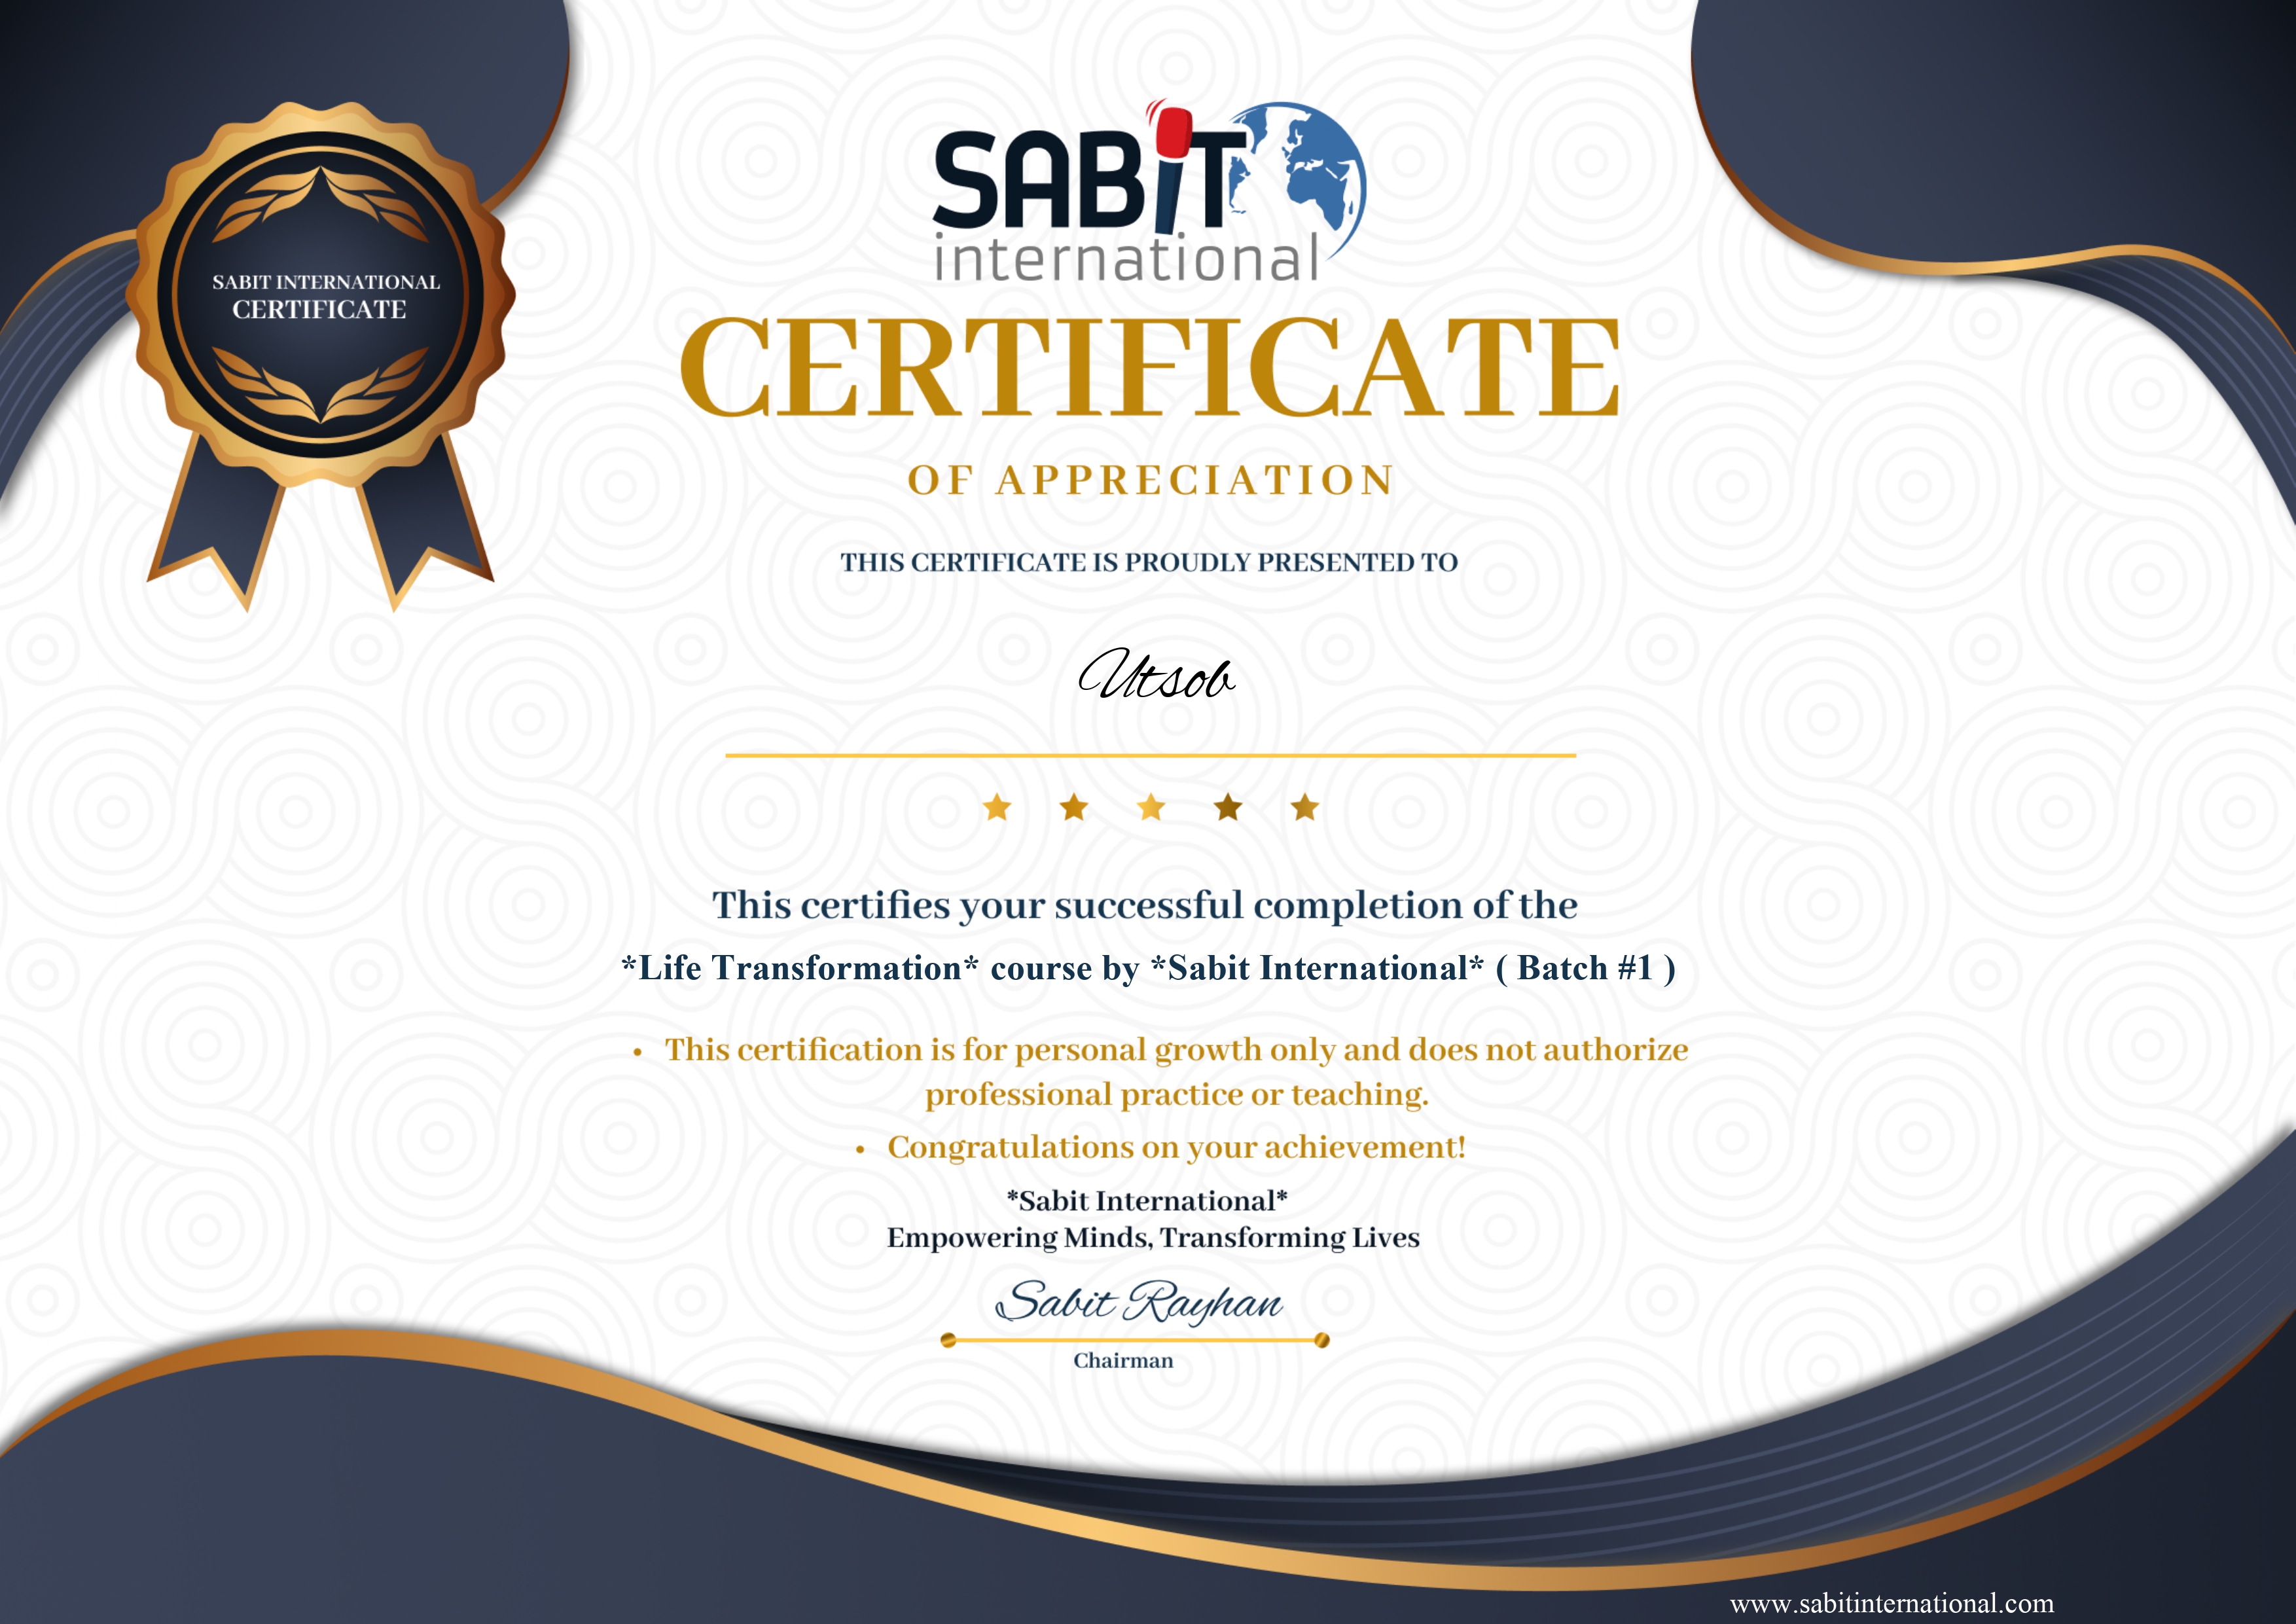 SABIT
international
SABIT INTERNATIONAL
CERTIFICATE
CERTIFICATE
OF APPRECIATION
THIS CERTIFICATE IS PROUDLY PRESENTED TO
Utsob
This certifies your successful completion of the
*Life Transformation* course by *Sabit International* ( Batch #1 )
• This certification is for personal growth only and does not authorize
professional practice or teaching.
• Congratulations on your achievement!
*Sabit International*
Empowering Minds, Transforming Lives
Sabit Rayhan
Chairman
www.sabitinternational.com